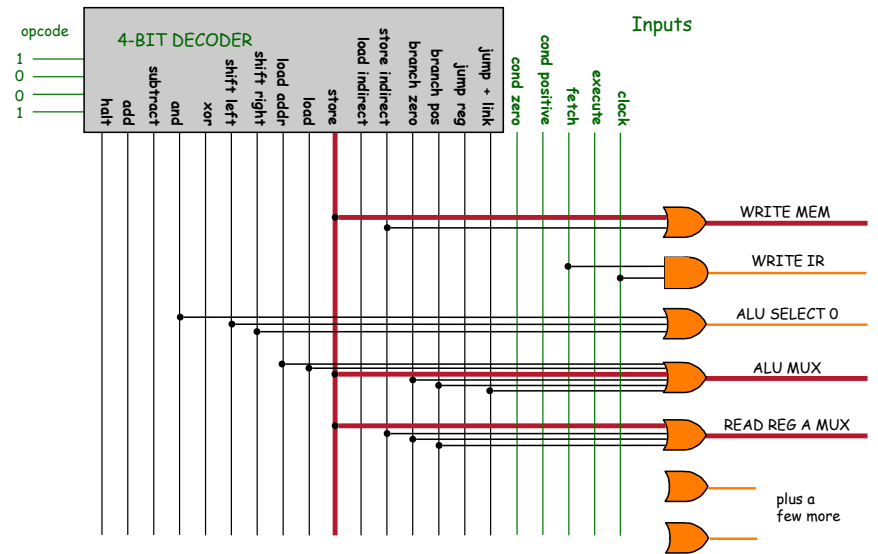 Inputs
opcode
4-BIT DECODER
1
0
0
1
halt
add
subtract
and
xor
shift left
shift right
load addr
load
store
load indirect
store indirect
branch zero
branch pos
jump reg
jump + link
cond zero
cond positive
fetch
execute
clock
WRITE MEM
WRITE IR
ALU SELECT 0
ALU MUX
READ REG A MUX
plus a
few more